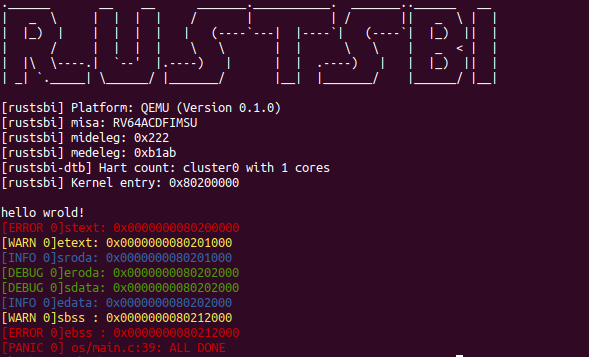 RUSTSBI
[rustsbi] Platform: QEMU (Version 0.1.0)
[rustsbi] misa: RV64ACDFIMSU
[rustsbi] mideleg: 0x222
[rustsbi] medeleg: 0xb1ab
[rustsbi-dtb] Hart count: cluster0 with 1 cores
[rustsbi] Kernel entry: 0x80200000
hello wrold!
[ERROR 0]stext: 0x0000000080200000
[WARN 0]etext: 0x0000000080201000
[INFO 0]sroda: 0x0000000080201000
[DEBUG 0]eroda: 0x0000000080202000
[DEBUG 0]sdata: 0x0000000080202000
[INFO 0]edata: 0x0000000080202000
[WARN 0]sbss : 0x0000000080212000
[ERROR 0]ebss : 0x0000000080212000
[PANIC 0] os/main.c:39: ALL DONE